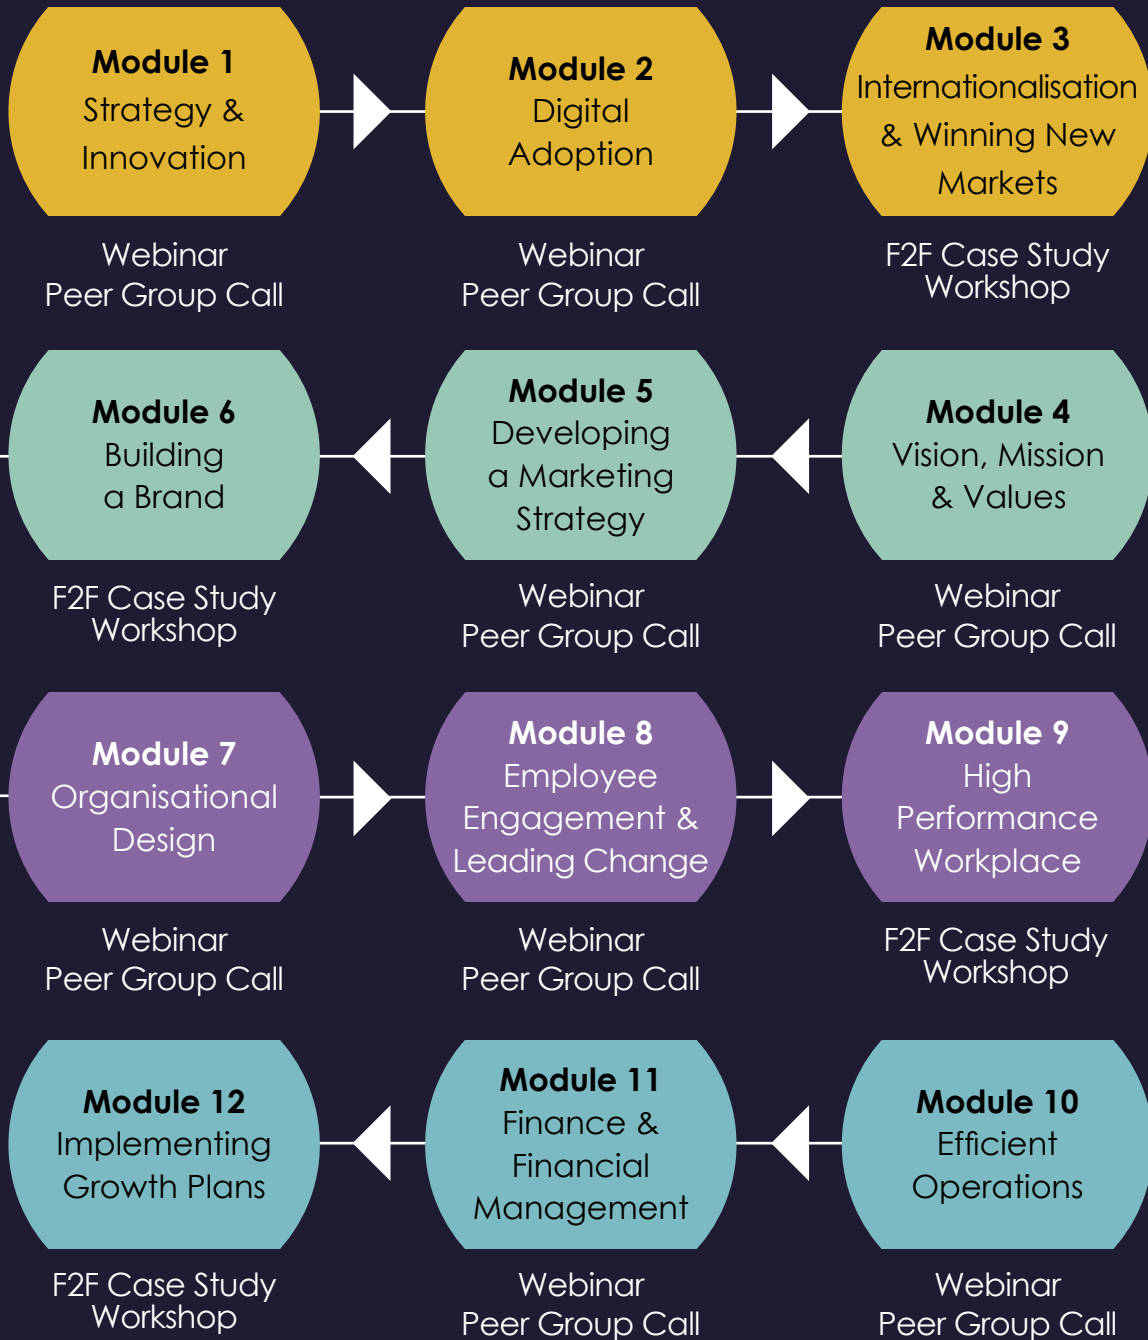 Module 1
Strategy &
Innovation
Webinar
Peer Group Call
Module 2
Digital
Adoption
Webinar
Peer Group Call
Module 3
Internationalisation
& Winning New
Markets
F2F Case Study
Workshop
Module 6
Building
a Brand
F2F Case Study
Workshop
Module 5
Developing
a Marketing
Strategy
Webinar
Peer Group Call
Module 4
Vision, Mission
& Values
Webinar
Peer Group Call
Module 7
Organisational
Design
Webinar
Peer Group Call
Module 8
Employee
Engagement &
Leading Change
Webinar
Peer Group Call
Module 9
High
Performance
Workplace
F2F Case Study
Workshop
Module 12
Implementing
Growth Plans
F2F Case Study
Workshop
Module 11
Finance &
Financial
Management
Webinar
Peer Group Call
Module 10
Efficient
Operations
Webinar
Peer Group Call